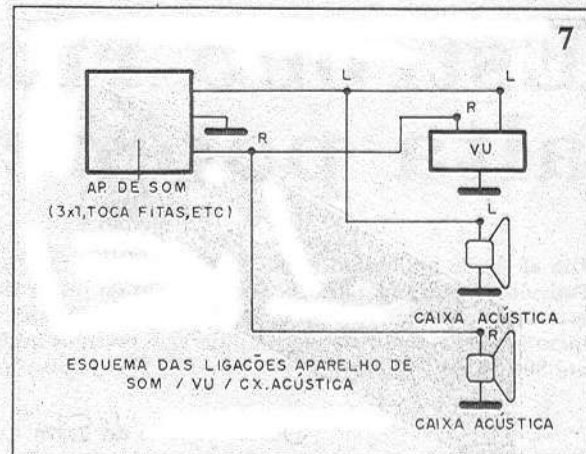 7
L
L
R
R
VU
AP. DE SOM
(3x1,TOCA FITAS,ETC)
L
CAIXA ACÚSTICA
R
ESQUEMA DAS LIGACÕES APARELHO DE
SOM / VU / CX.ACÚSTICA
CAIXA ACÚSTICA